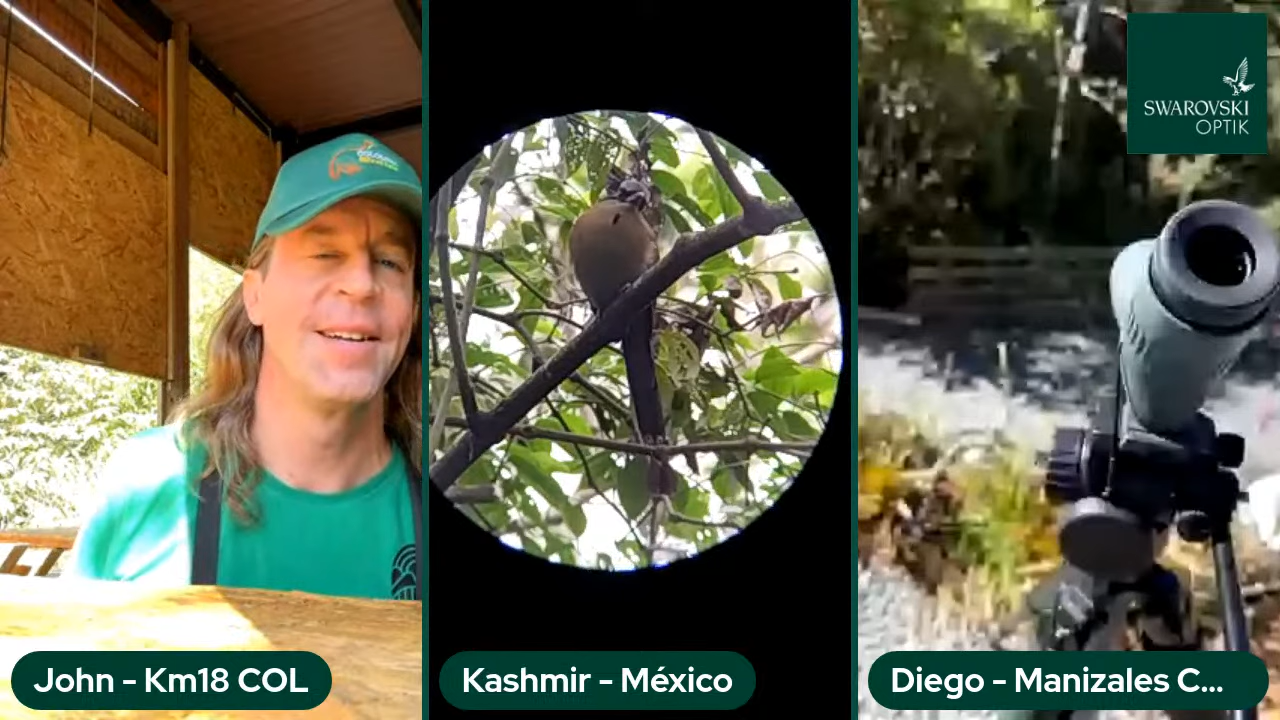 SWAROVSKI
OPTIK
John - Km18 COL
Kashmir - México
Diego - Manizales C...